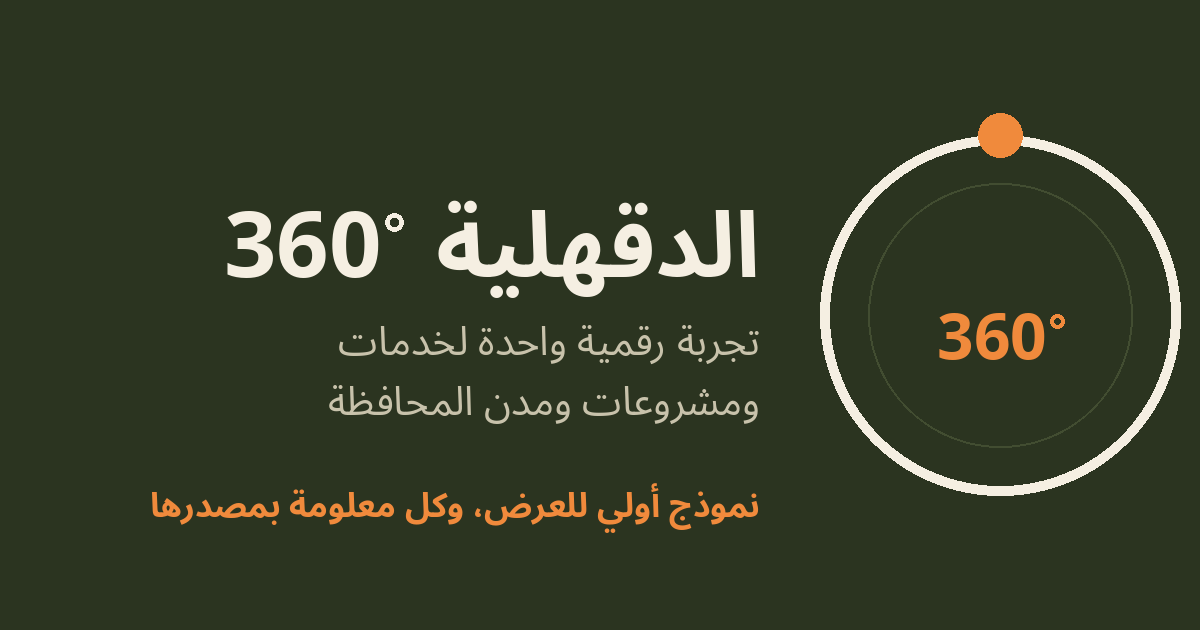 الدقهلية 360°
تجربة رقمية واحدة لخدمات
ومشروعات ومدن المحافظة
نموذج أولي للعرض، وكل معلومة بمصدرها
360°